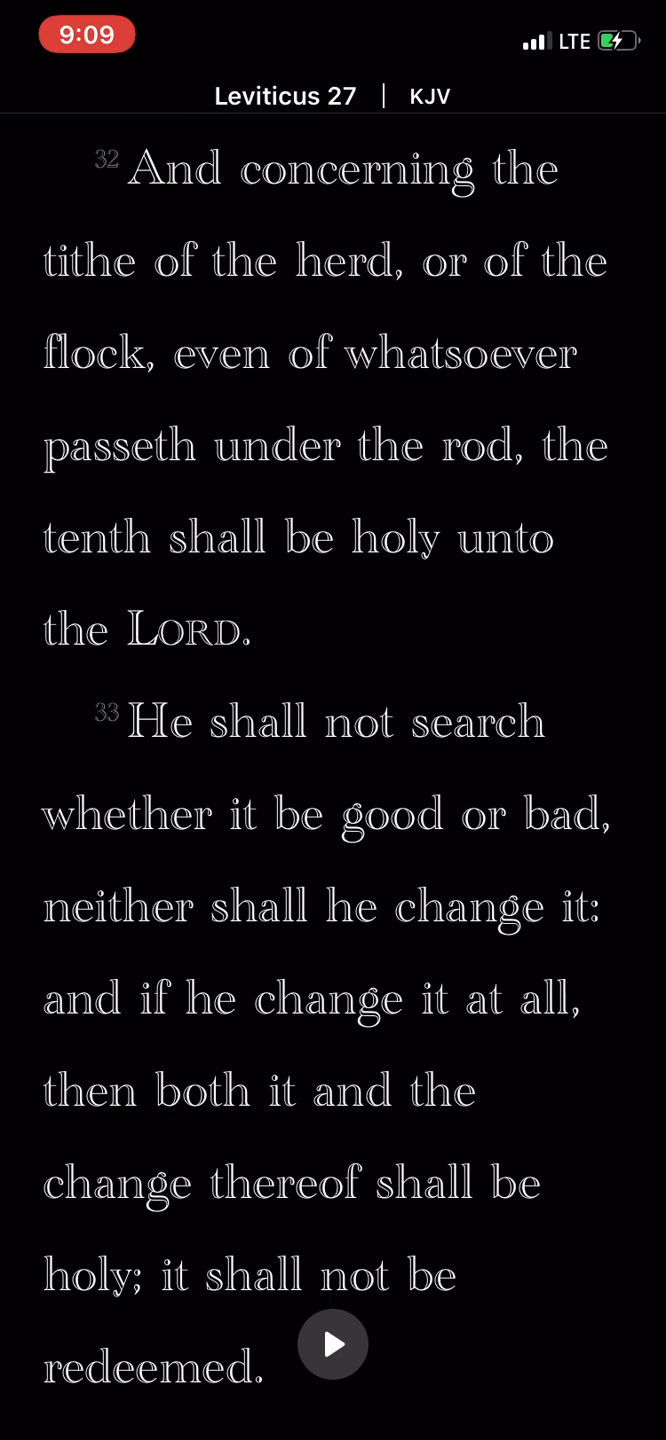 9:09 LTE
Leviticus 27 | KJV
32 And concerning the
tithe of the herd, or of the
flock, even of whatsoever
passeth under the rod, the
tenth shall be holy unto
the LORD.
33 He shall not search
whether it be good or bad,
neither shall he change it:
and if he change it at all,
then both it and the
change thereof shall be
holy; it shall not be
redeemed.